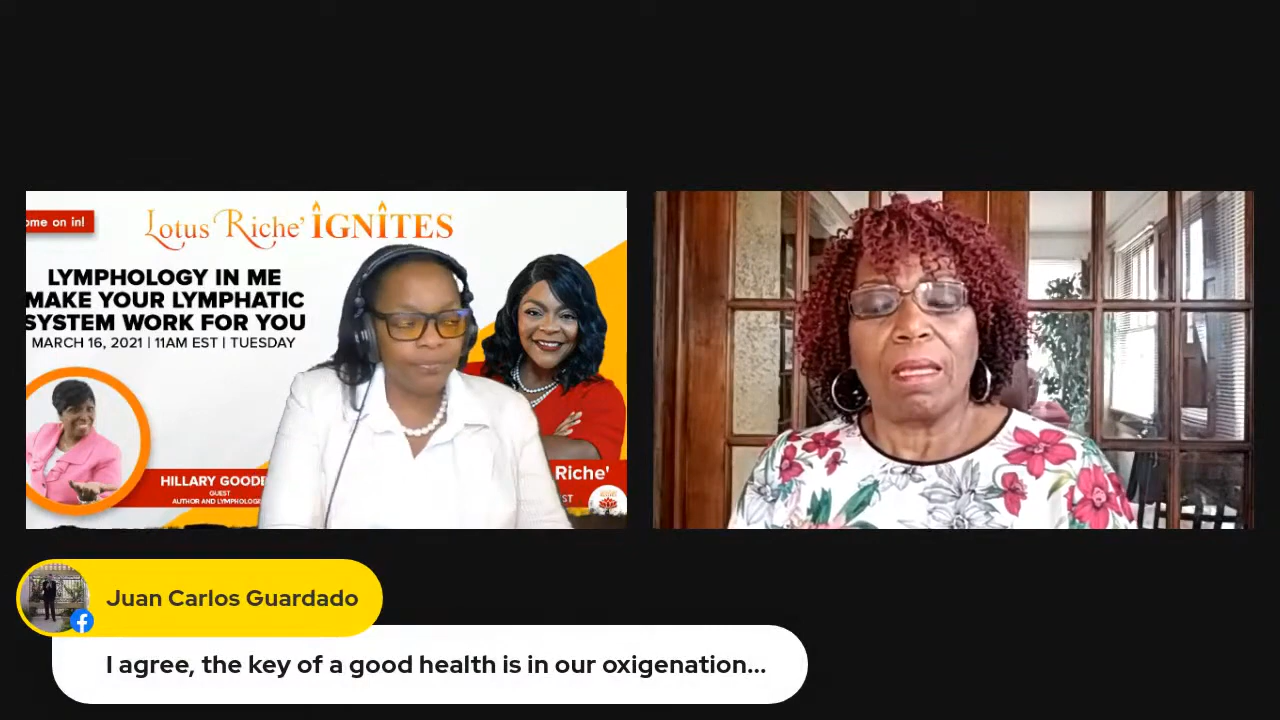 ome on in!
Lotus Riche' IGNITES
LYMPHOLOGY IN ME
MAKE YOUR LYMPHATIC
SYSTEM WORK FOR YOU
MARCH 16, 2021 | 11AM EST | TUESDAY
HILLARY GOODE
GUEST
AUTHOR AND LYMPHOLOGI
Riche'
ST
Juan Carlos Guardado
I agree, the key of a good health is in our oxigenation...